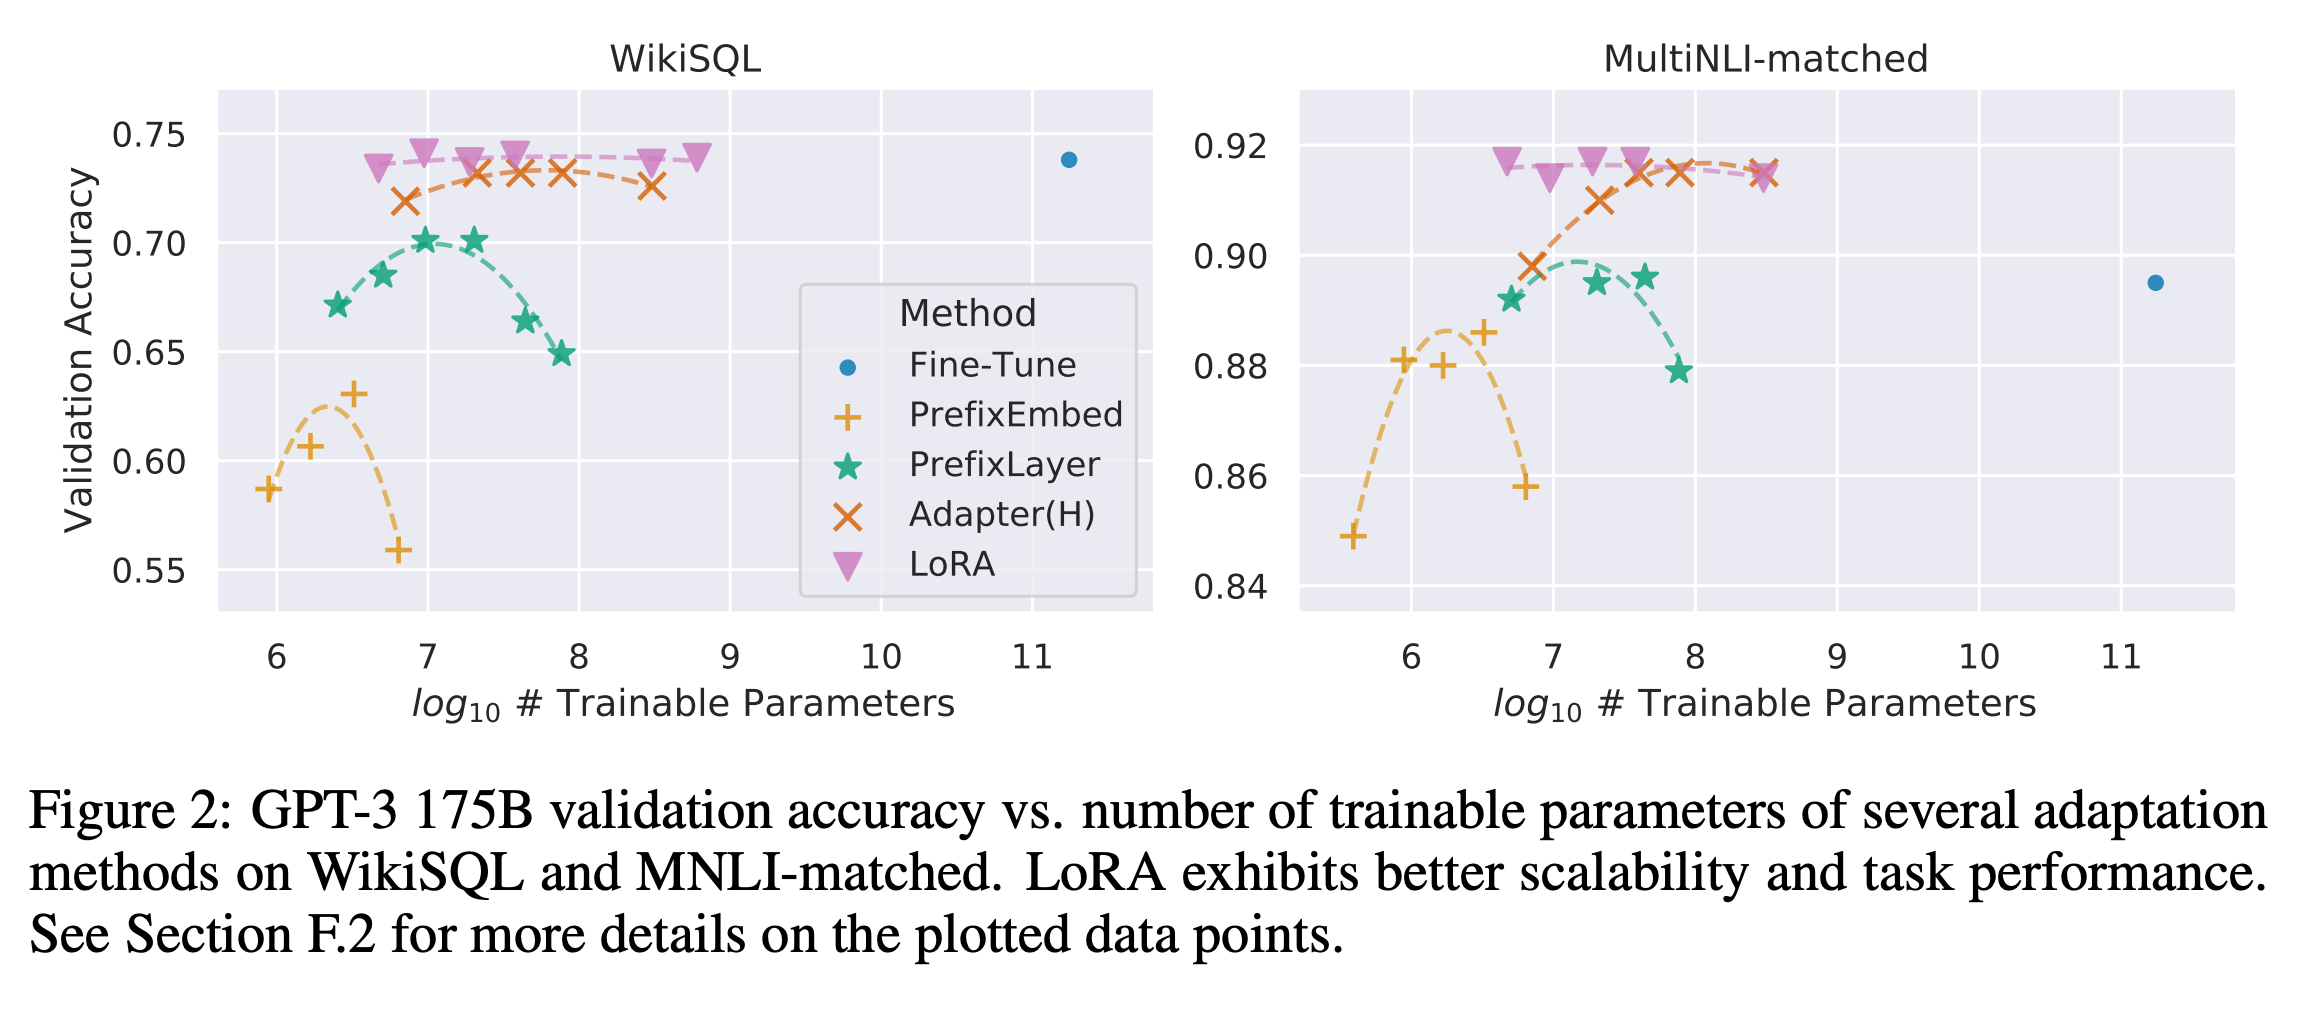 WikiSQL
MultiNLI-matched
Validation Accuracy
0.75
0.70
0.65
0.60
0.55
6 7 8 9 10 11
log10 # Trainable Parameters
Method
Fine-Tune
PrefixEmbed
PrefixLayer
Adapter(H)
LoRA
0.92
0.90
0.88
0.86
0.84
6 7 8 9 10 11
log10 # Trainable Parameters
Figure 2: GPT-3 175B validation accuracy vs. number of trainable parameters of several adaptation
methods on WikiSQL and MNLI-matched. LoRA exhibits better scalability and task performance.
See Section F.2 for more details on the plotted data points.